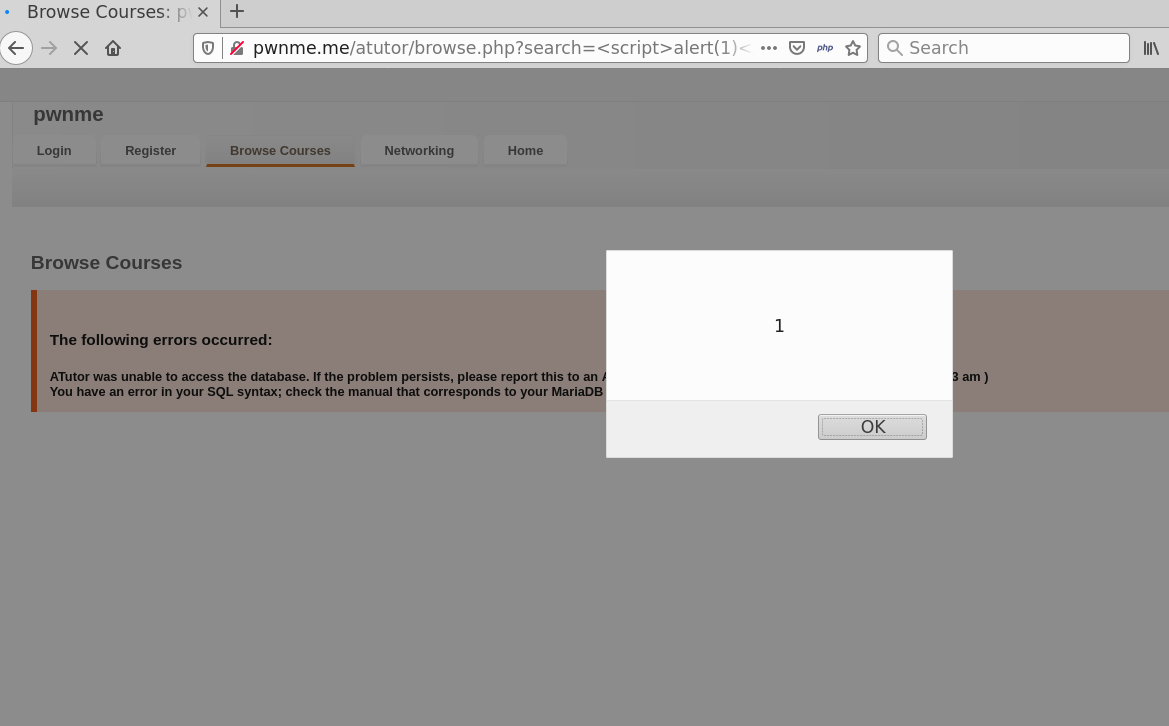 Browse Courses: p
pwnme.me/atutor/browse.php?search=<script>alert(1)<
php
Search
pwnme
Login
Register
Browse Courses
Networking
Home
Browse Courses
1
The following errors occurred:
ATutor was unable to access the database. If the problem persists, please report this to an A 3 am )
You have an error in your SQL syntax; check the manual that corresponds to your MariaDB
OK